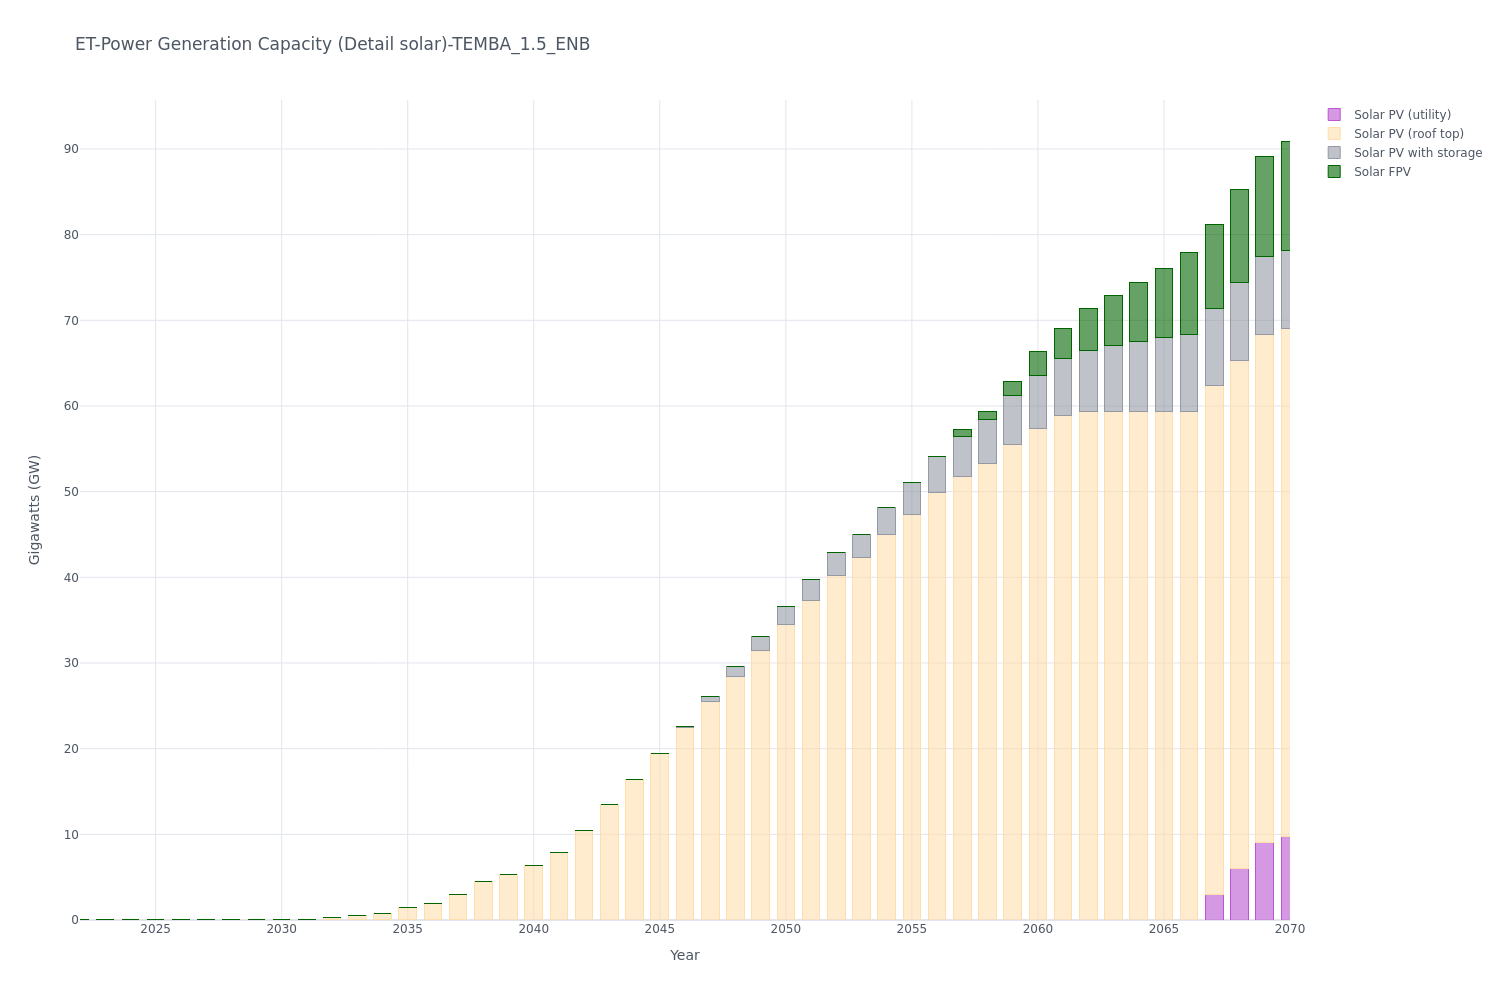 ET-Power Generation Capacity (Detail solar)-TEMBA_1.5_ENB
Solar PV (utility)
Solar PV (roof top)
Solar PV with storage
Solar FPV
90
80
70
60
50
40
30
20
10
0
Gigawatts (GW)
2025 2030 2035 2040 2045 2050 2055 2060 2065 2070
Year